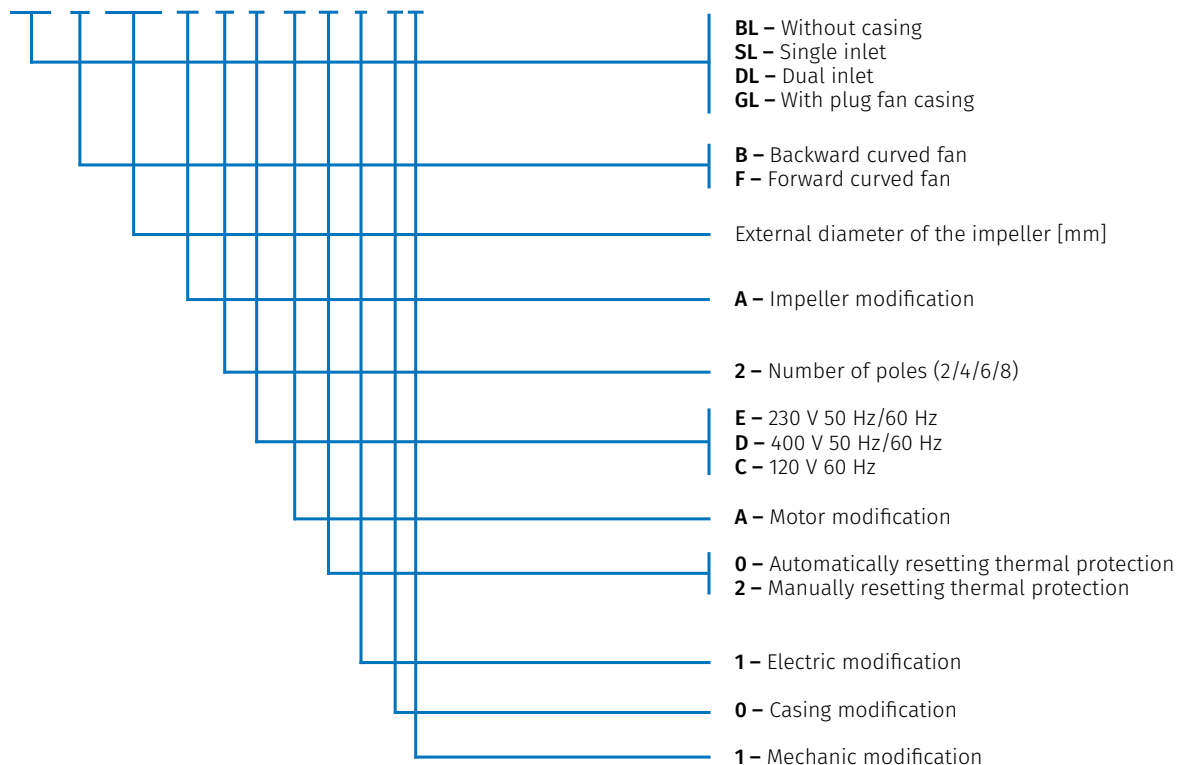 BL – Without casing
SL – Single inlet
DL – Dual inlet
GL – With plug fan casing
B – Backward curved fan
F – Forward curved fan
External diameter of the impeller [mm]
A – Impeller modification
2 – Number of poles (2/4/6/8)
E – 230 V 50 Hz/60 Hz
D – 400 V 50 Hz/60 Hz
C – 120 V 60 Hz
A – Motor modification
0 – Automatically resetting thermal protection
2 – Manually resetting thermal protection
1 – Electric modification
0 – Casing modification
1 – Mechanic modification